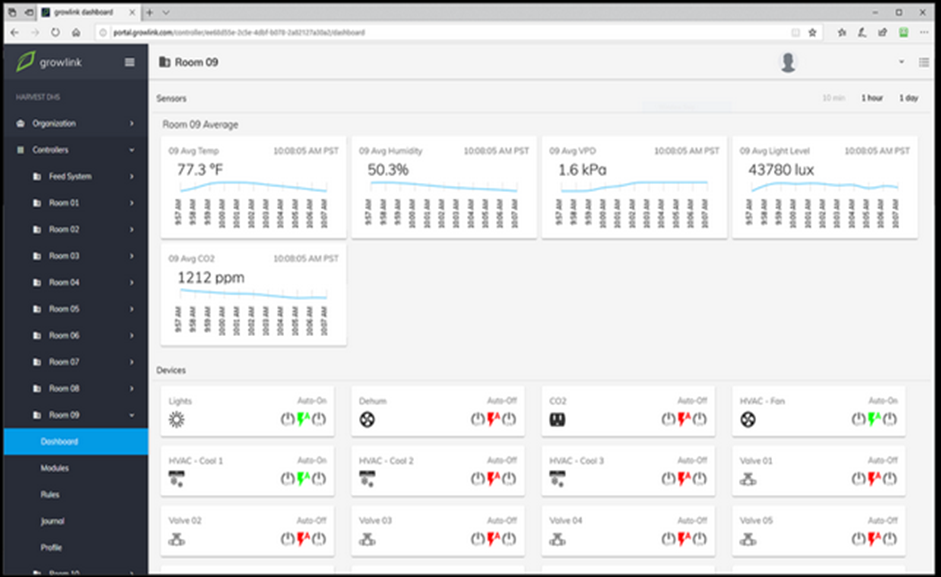 growlink dashboard
portal.growlink.com/controller/
growlink
Room 09
HARVEST DHS
Organization
Controllers
Feed System
Room 01
Room 02
Room 03
Room 04
Room 05
Room 06
Room 07
Room 08
Room 09
Dashboard
Modules
Rules
Journal
Profile
Room 10
Sensors
10 min 1 hour 1 day
Room 09 Average
09 Avg Temp 10:08:05 AM PST
77.3 °F
9:57 AM 9:58 AM 9:59 AM 10:00 AM 10:01 AM 10:02 AM 10:03 AM 10:04 AM 10:05 AM 10:06 AM 10:07 AM
09 Avg Humidity 10:08:05 AM PST
50.3%
9:57 AM 9:58 AM 9:59 AM 10:00 AM 10:01 AM 10:02 AM 10:03 AM 10:04 AM 10:05 AM 10:06 AM 10:07 AM
09 Avg VPD 10:08:05 AM PST
1.6 kPa
9:57 AM 9:58 AM 9:59 AM 10:00 AM 10:01 AM 10:02 AM 10:03 AM 10:04 AM 10:05 AM 10:06 AM 10:07 AM
09 Avg Light Level 10:08:05 AM PST
43780 lux
9:57 AM 9:58 AM 9:59 AM 10:00 AM 10:01 AM 10:02 AM 10:03 AM 10:04 AM 10:05 AM 10:06 AM 10:07 AM
09 Avg CO2 10:08:05 AM PST
1212 ppm
9:57 AM 9:58 AM 9:59 AM 10:00 AM 10:01 AM 10:02 AM 10:03 AM 10:04 AM 10:05 AM 10:06 AM 10:07 AM
Devices
Lights Auto-On
A
Dehum Auto-Off
A
CO2 Auto-Off
A
HVAC - Fan Auto-On
A
HVAC - Cool 1 Auto-On
A
HVAC - Cool 2 Auto-Off
A
HVAC - Cool 3 Auto-Off
A
Valve 01 Auto-Off
A
Valve 02 Auto-Off
A
Valve 03 Auto-Off
A
Valve 04 Auto-Off
A
Valve 05 Auto-Off
A